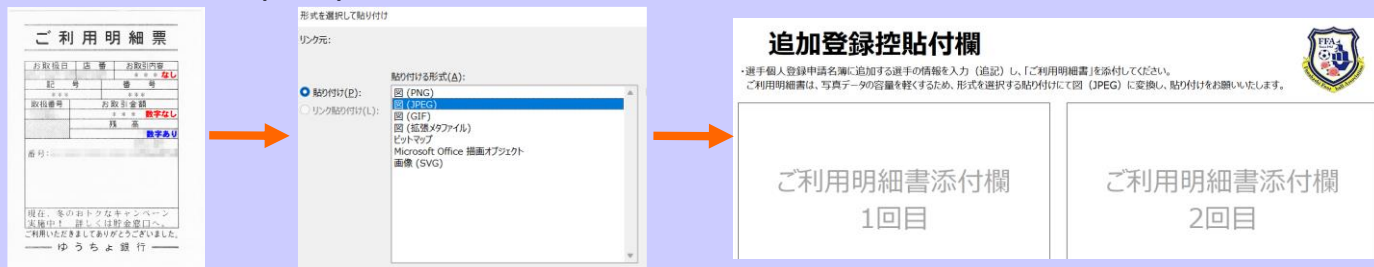 ご利用明細票
お取扱日 店番 お取引内容
*** なし
記号 番号
*** ***
取扱番号 お取引金額
*** 数字なし
残高
数字あり
番号:
現在、冬のおトクなキャンペーン
実施中! 詳しくは貯金窓口へ。
ご利用いただきましてありがとうございました。
ゆうちょ銀行
形式を選択して貼り付け
リンク元:
貼り付ける形式(A):
貼り付け(P):
リンク貼り付け(L):
図 (PNG)
図 (JPEG)
図 (GIF)
図 (拡張メタファイル)
ビットマップ
Microsoft Office 描画オブジェクト
画像 (SVG)
追加登録控貼付欄
・選手個人登録申請名簿に追加する選手の情報を入力（追記）し、「ご利用明細書」を添付してください。
ご利用明細書は、写真データの容量を軽くするため、形式を選択する貼り付けにて図（JPEG）に変換し、貼り付けをお願いいたします。
FFA
ご利用明細書添付欄
1回目
ご利用明細書添付欄
2回目